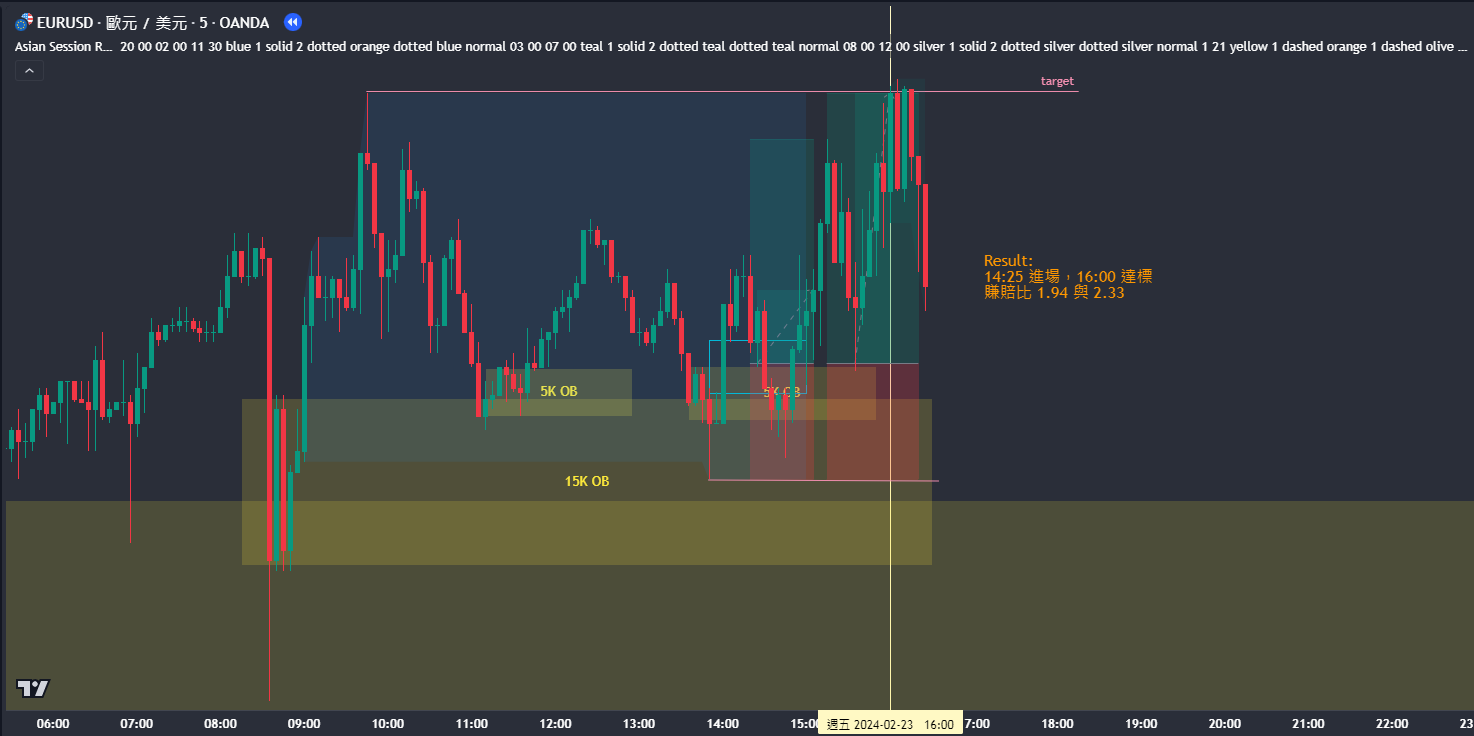 EURUSD · 歐元 / 美元 · 5 · OANDA
Asian Session R... 20 00 02 00 11 30 blue 1 solid 2 dotted orange dotted blue normal 03 00 07 00 teal 1 solid 2 dotted teal dotted teal normal 08 00 12 00 silver 1 solid 2 dotted silver dotted silver normal 1 21 yellow 1 dashed orange 1 dashed olive ...
target
Result:
14:25 進場，16:00 達標
賺賠比 1.94 與 2.33
5K OB
5K OB
15K OB
06:00 07:00 08:00 09:00 10:00 11:00 12:00 13:00 14:00 15:00 週五 2024-02-23 16:00 7:00 18:00 19:00 20:00 21:00 22:00 23